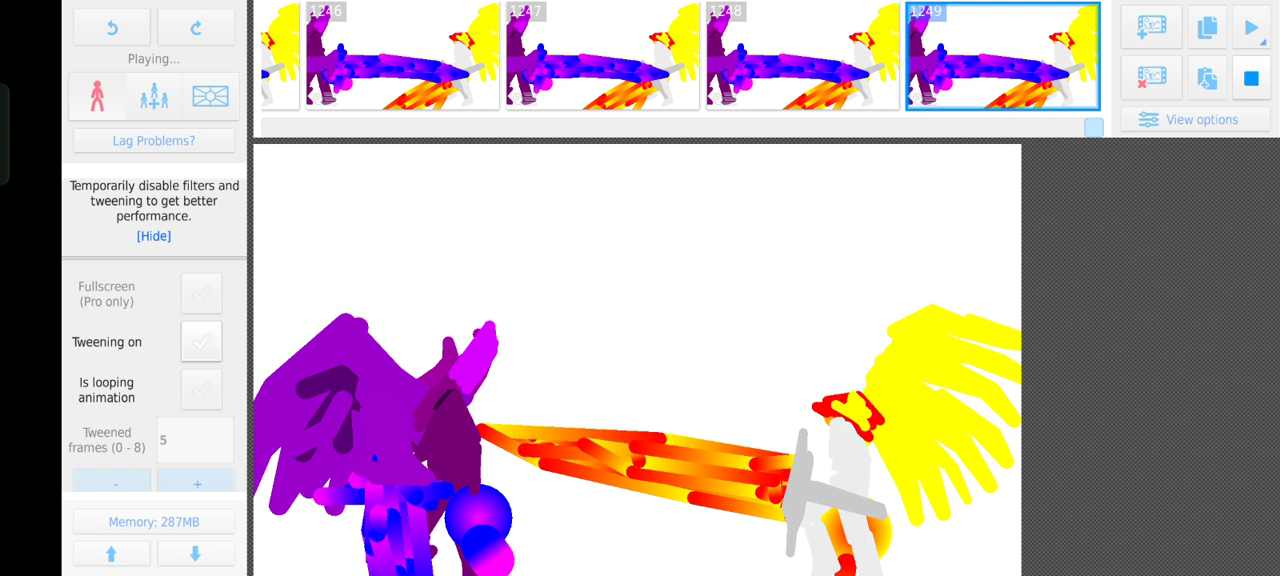 1246
1247
1248
1249
Playing...
Lag Problems?
Temporarily disable filters and
tweening to get better
performance.
[Hide]
Fullscreen
(Pro only)
Tweening on
Is looping
animation
Tweened
frames (0 - 8)
5
-
+
Memory: 287MB
View options